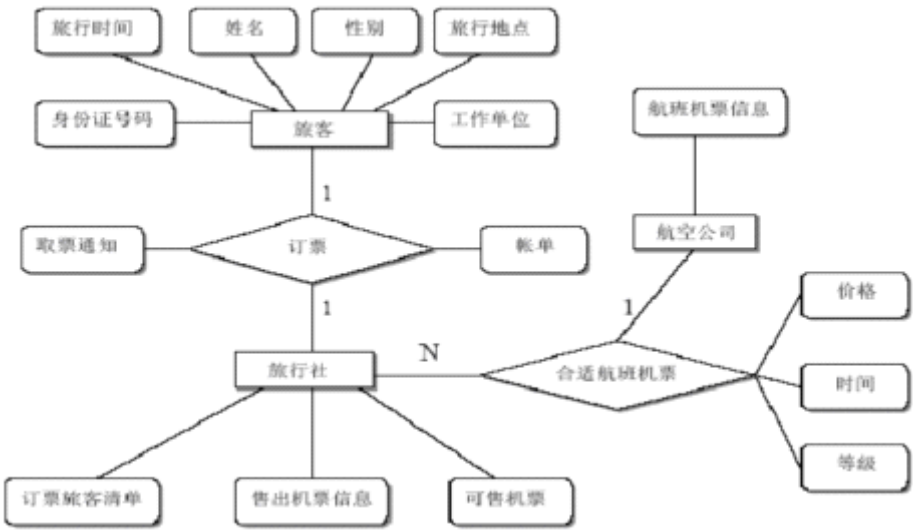 旅行时间
姓名
性别
旅行地点
身份证号码
旅客
工作单位
航班机票信息
1
取票通知
订票
帐单
航空公司
1
1
价格
旅行社
N
合适航班机票
时间
订票旅客清单
售出机票信息
可售机票
等级